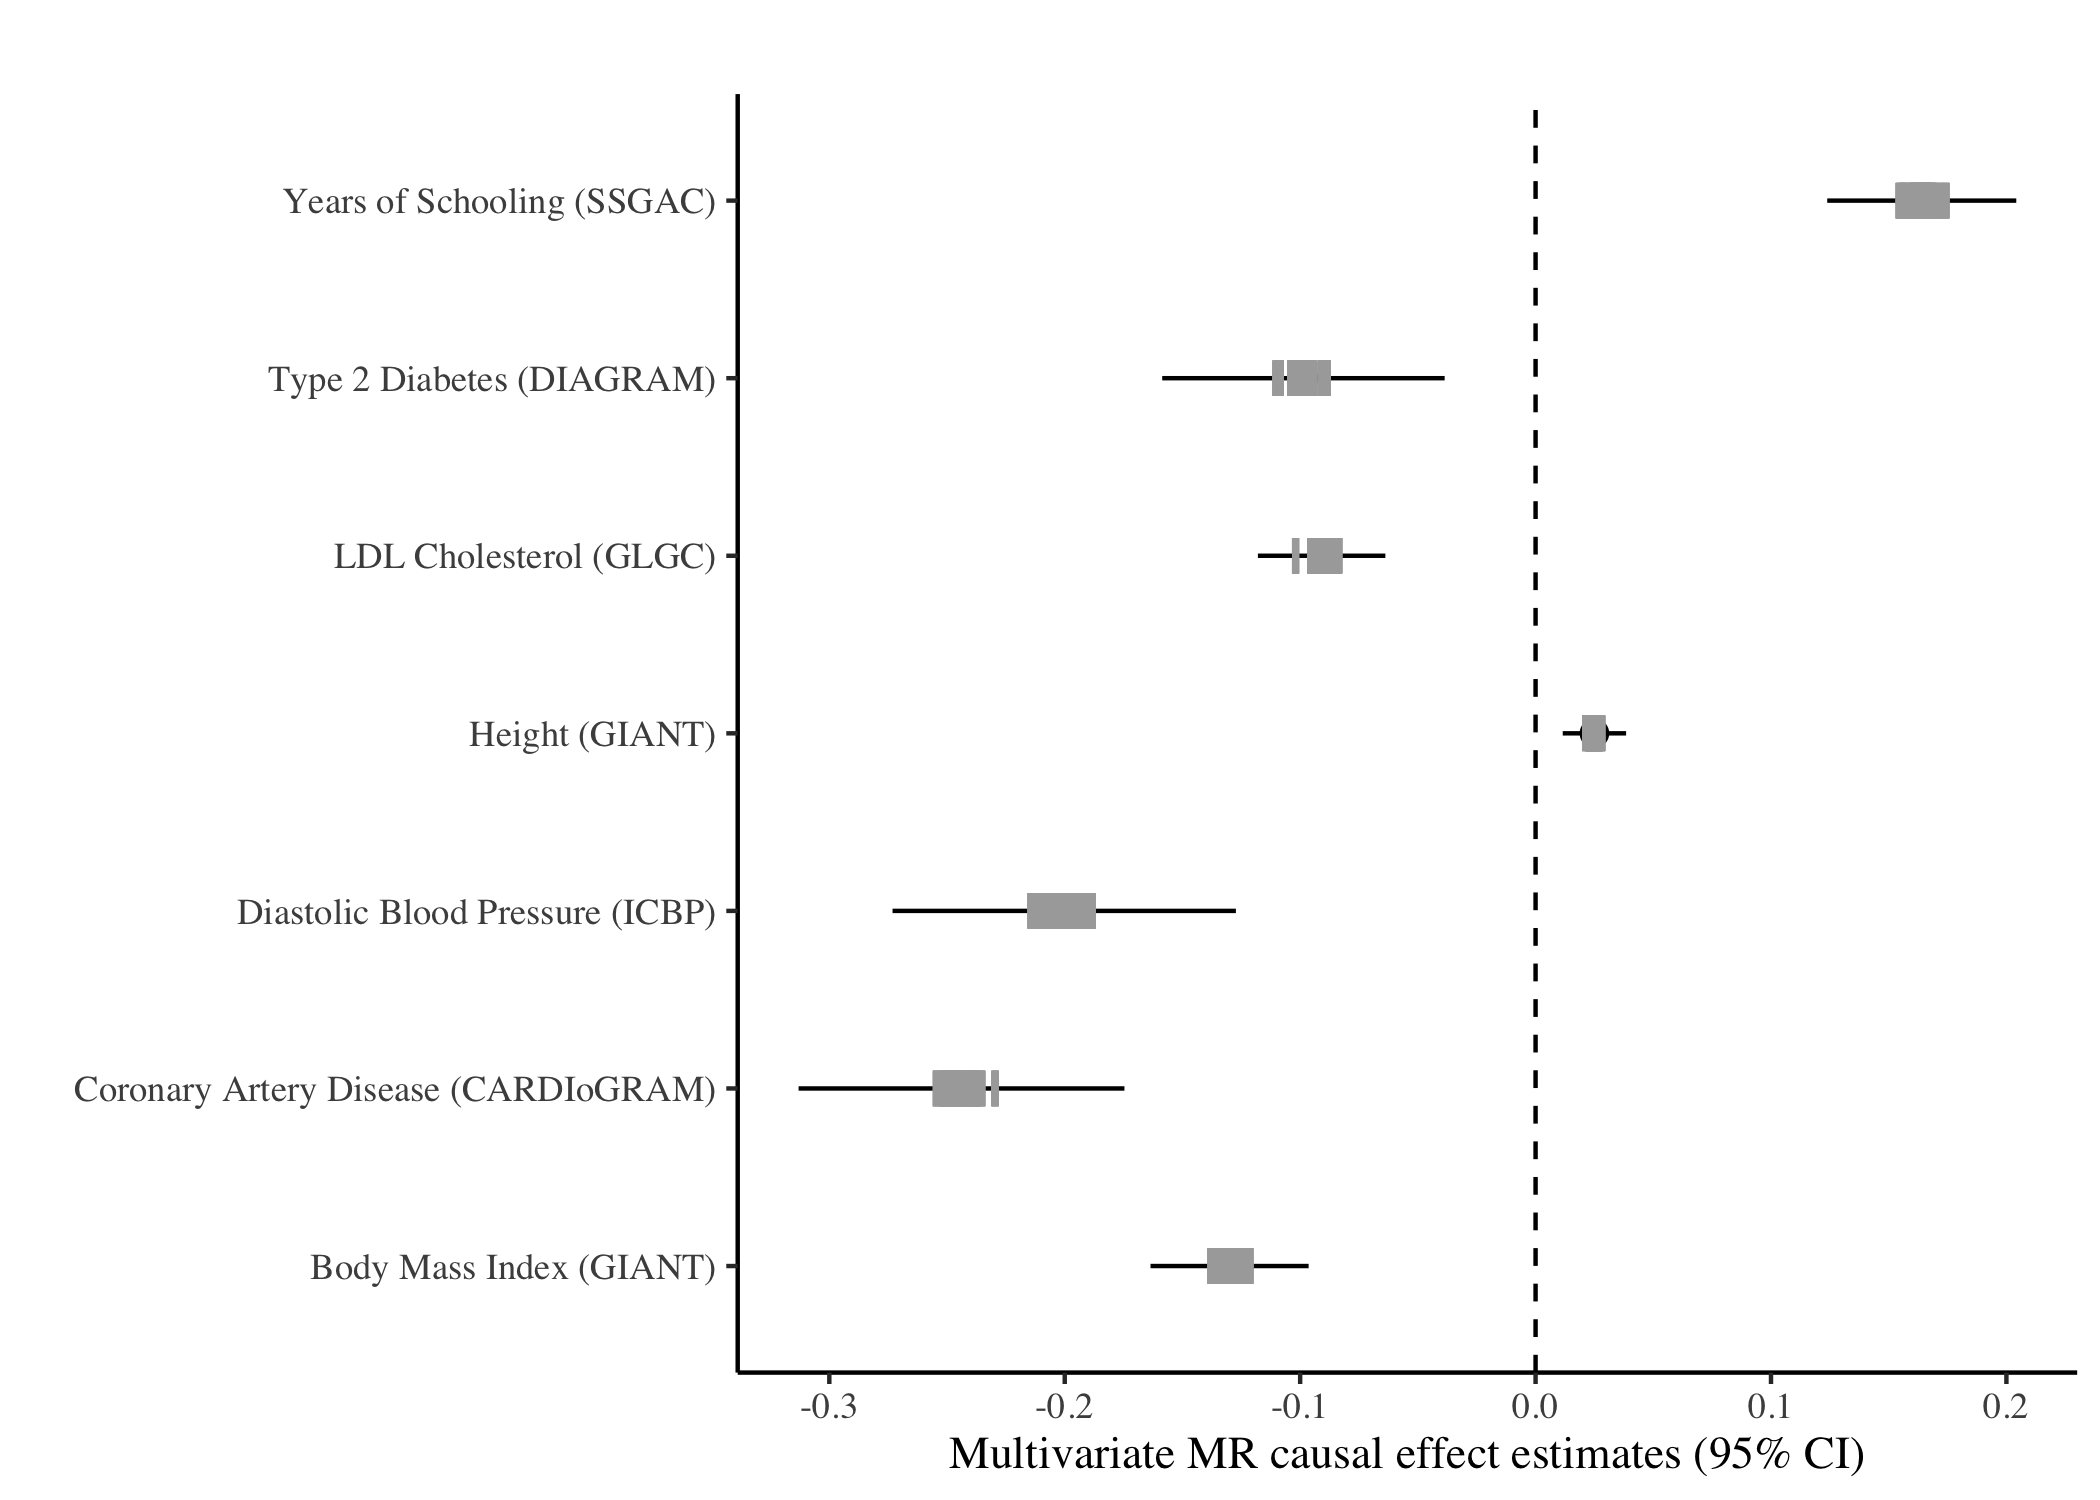 Years of Schooling (SSGAC)
Type 2 Diabetes (DIAGRAM)
LDL Cholesterol (GLGC)
Height (GIANT)
Diastolic Blood Pressure (ICBP)
Coronary Artery Disease (CARDIoGRAM)
Body Mass Index (GIANT)
-0.3 -0.2 -0.1 0.0 0.1 0.2
Multivariate MR causal effect estimates (95% CI)